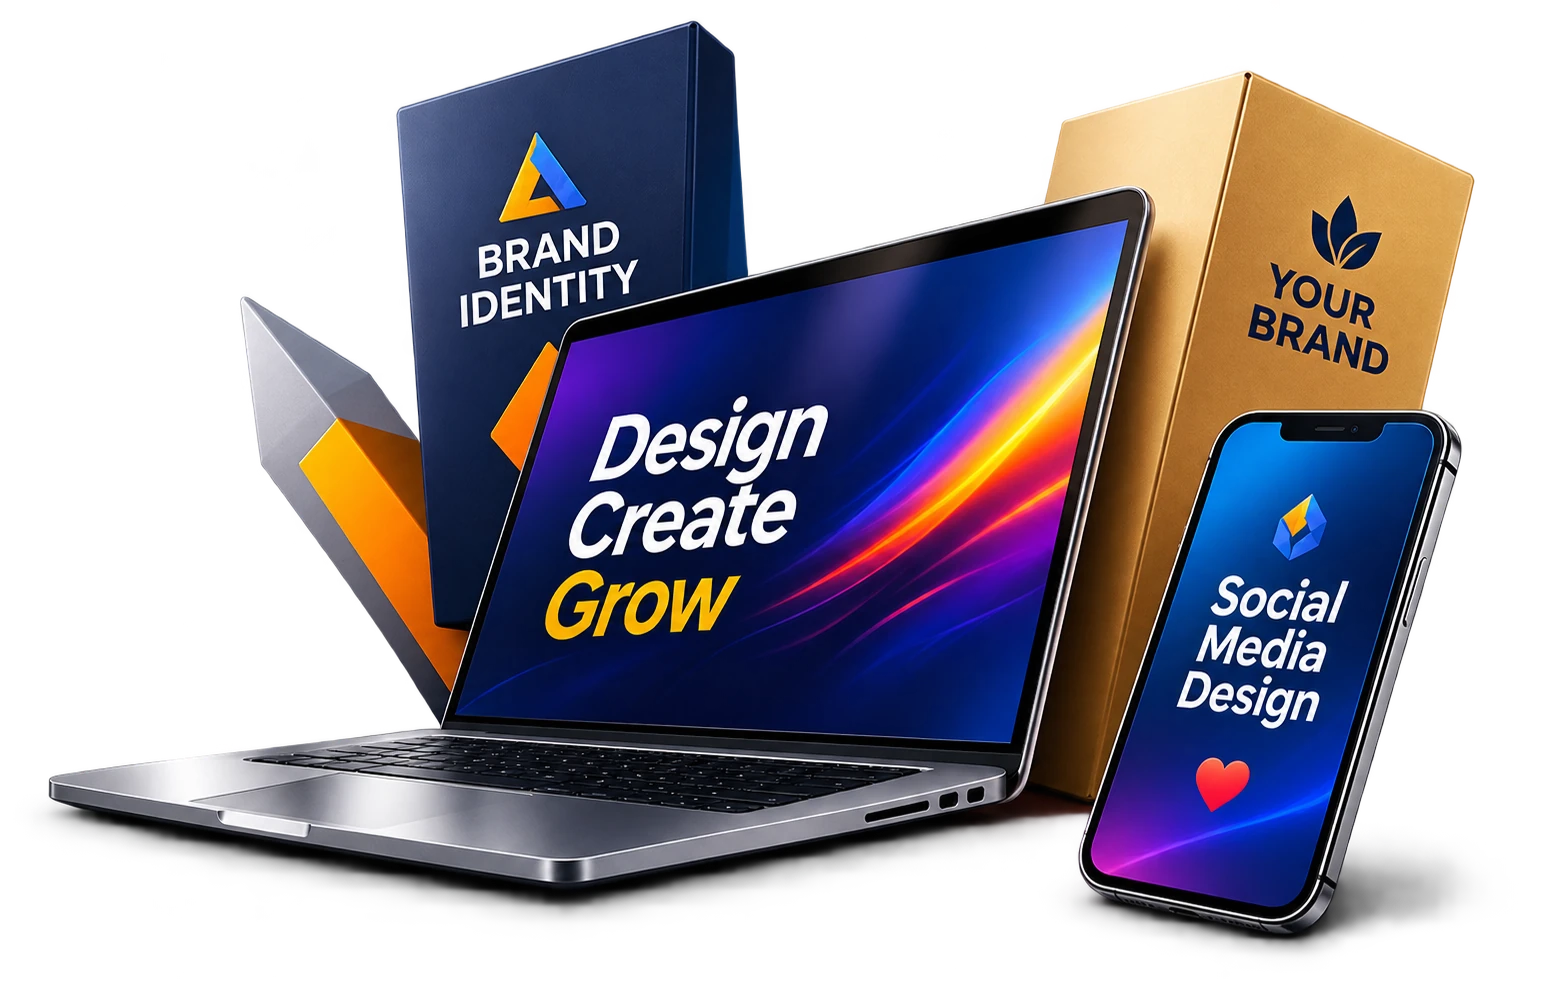 BRAND
IDENTITY
Design
Create
Grow
YOUR
BRAND
Social
Media
Design